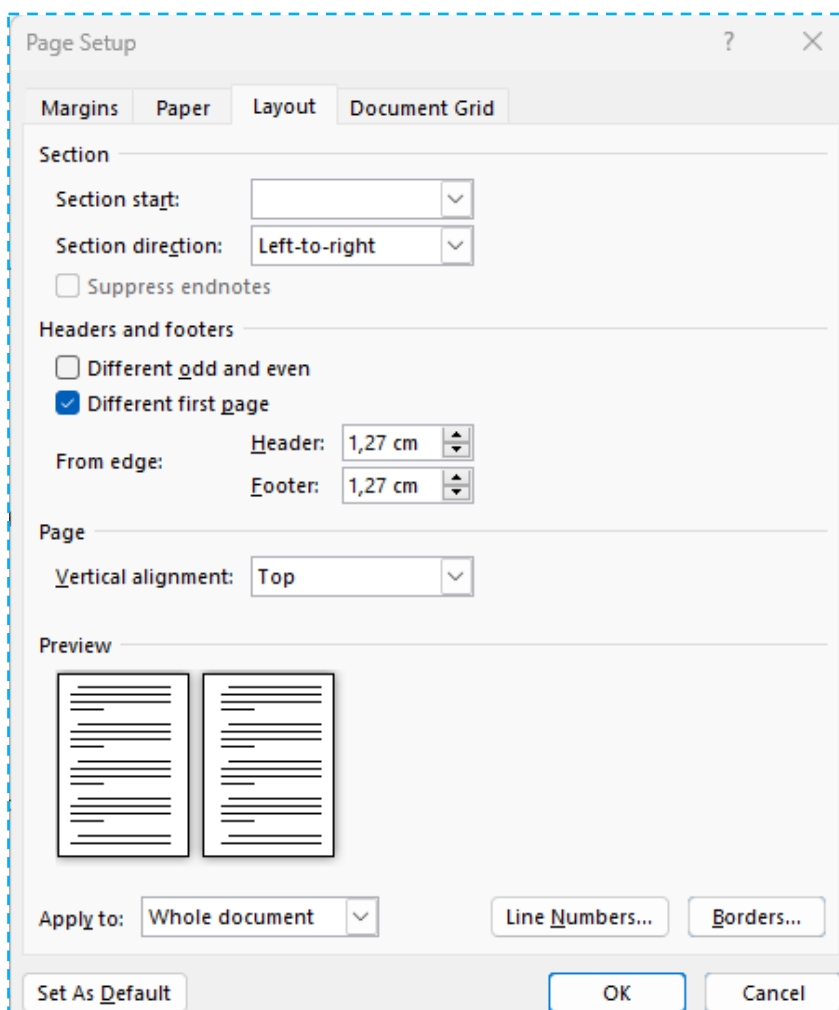 Page Setup ?
Margins Paper Layout Document Grid
Section
Section start:
Section direction: Left-to-right
Suppress endnotes
Headers and footers
Different odd and even
Different first page
From edge:
Header: 1,27 cm
Footer: 1,27 cm
Page
Vertical alignment: Top
Preview
Apply to: Whole document Line Numbers... Borders...
Set As Default OK Cancel